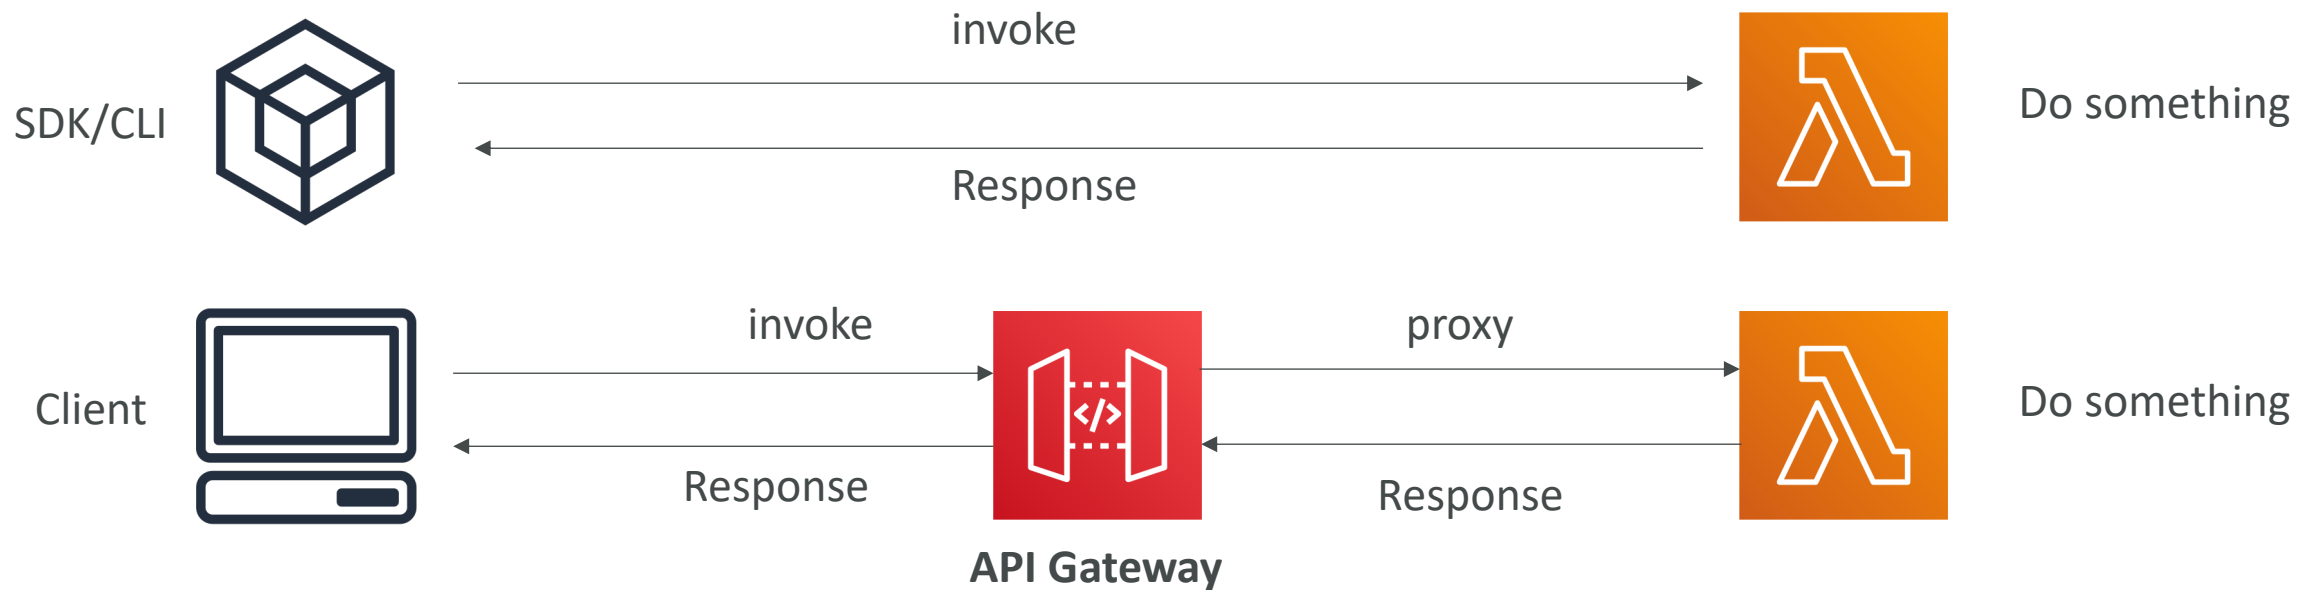 invoke
SDK/CLI
Do something
Response
invoke
proxy
Client
Do something
Response
Response
</>
API Gateway